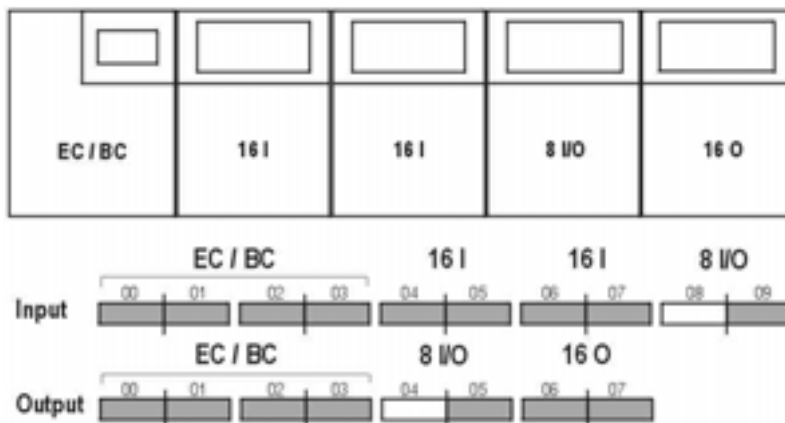 EC / BC 16 I 16 I 8 I/O 16 O
EC / BC 16 I 16 I 8 I/O
Input 00 01 02 03 04 05 06 07 08 09
EC / BC 8 I/O 16 O
Output 00 01 02 03 04 05 06 07